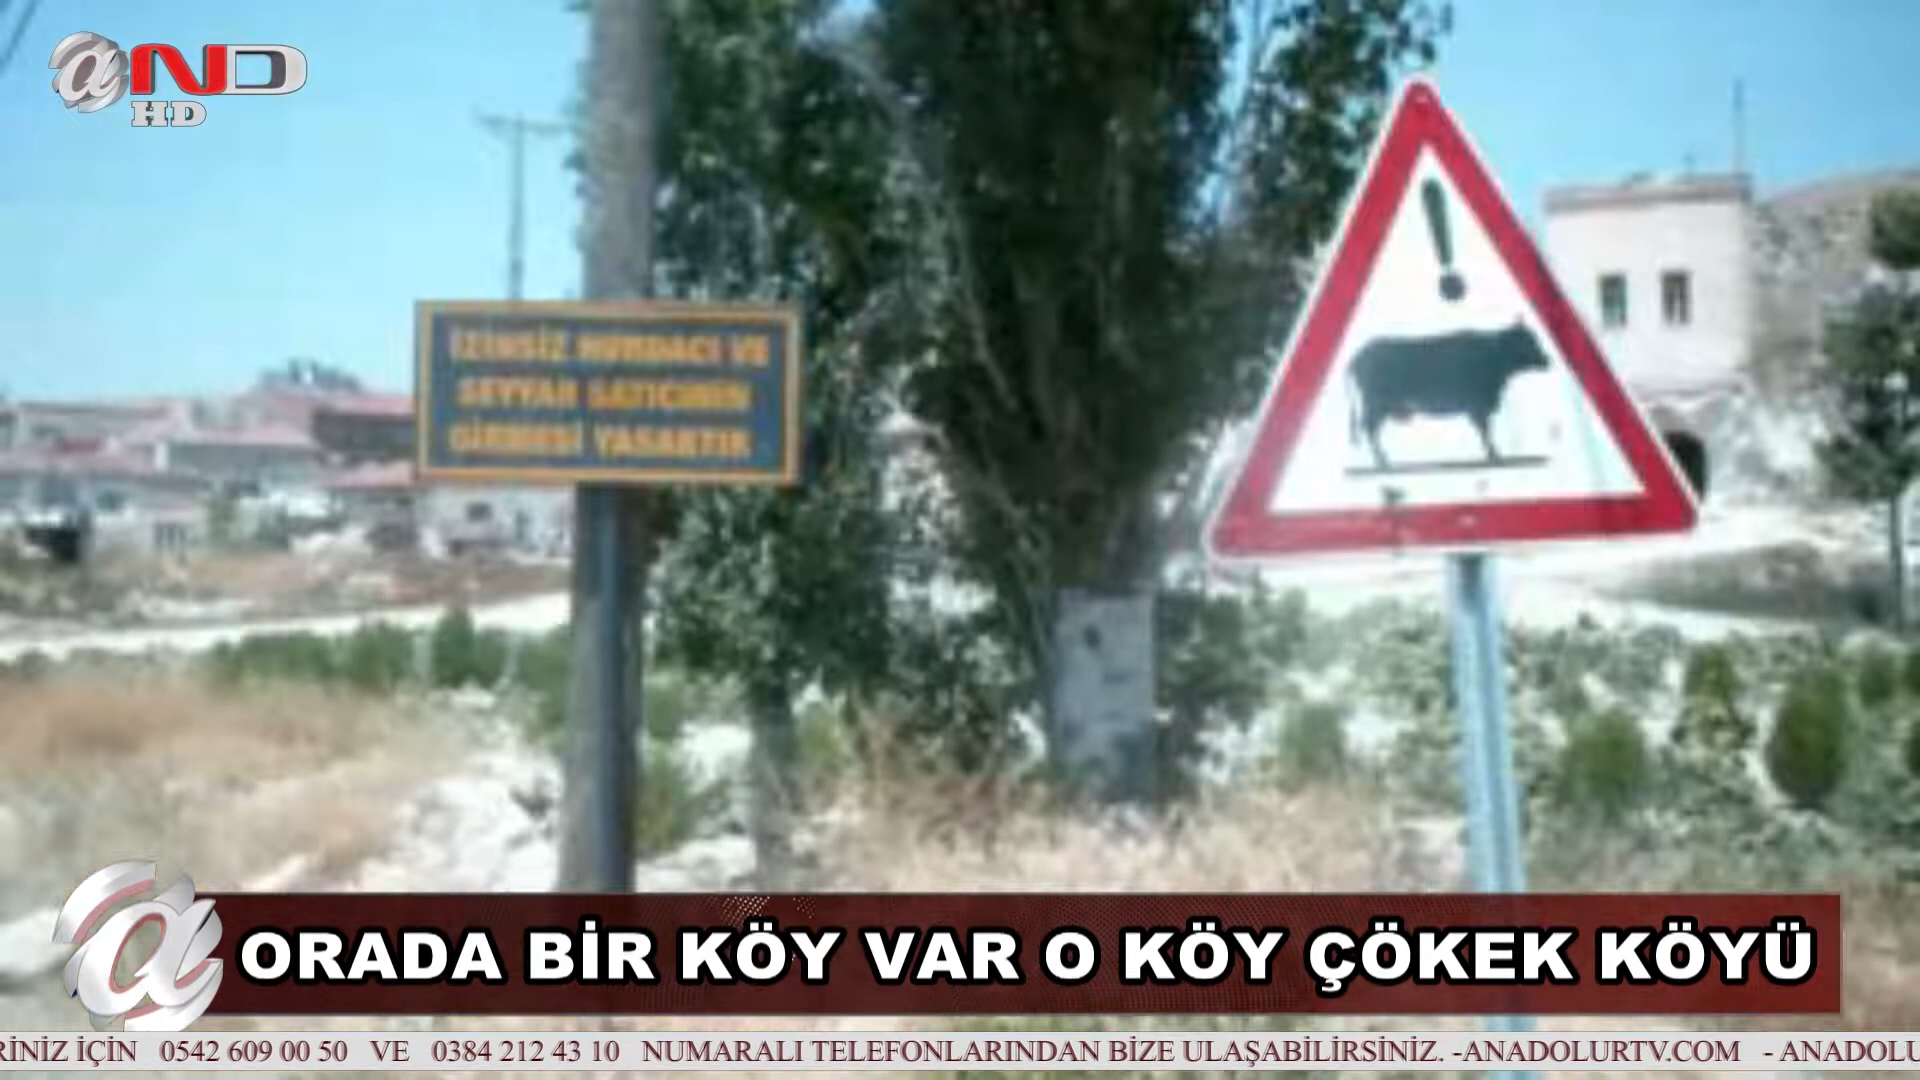 @ND
HD
İZİNSİZ HURDACI VE
SEYYAR SATICININ
GİRMESİ YASAKTIR
ORADA BİR KÖY VAR O KÖY ÇÖKEK KÖYÜ
RİNİZ İÇİN 0542 609 00 50 VE 0384 212 43 10 NUMARALI TELEFONLARINDAN BİZE ULAŞABİLİRSİNİZ. -ANADOLURTV.COM - ANADOLU